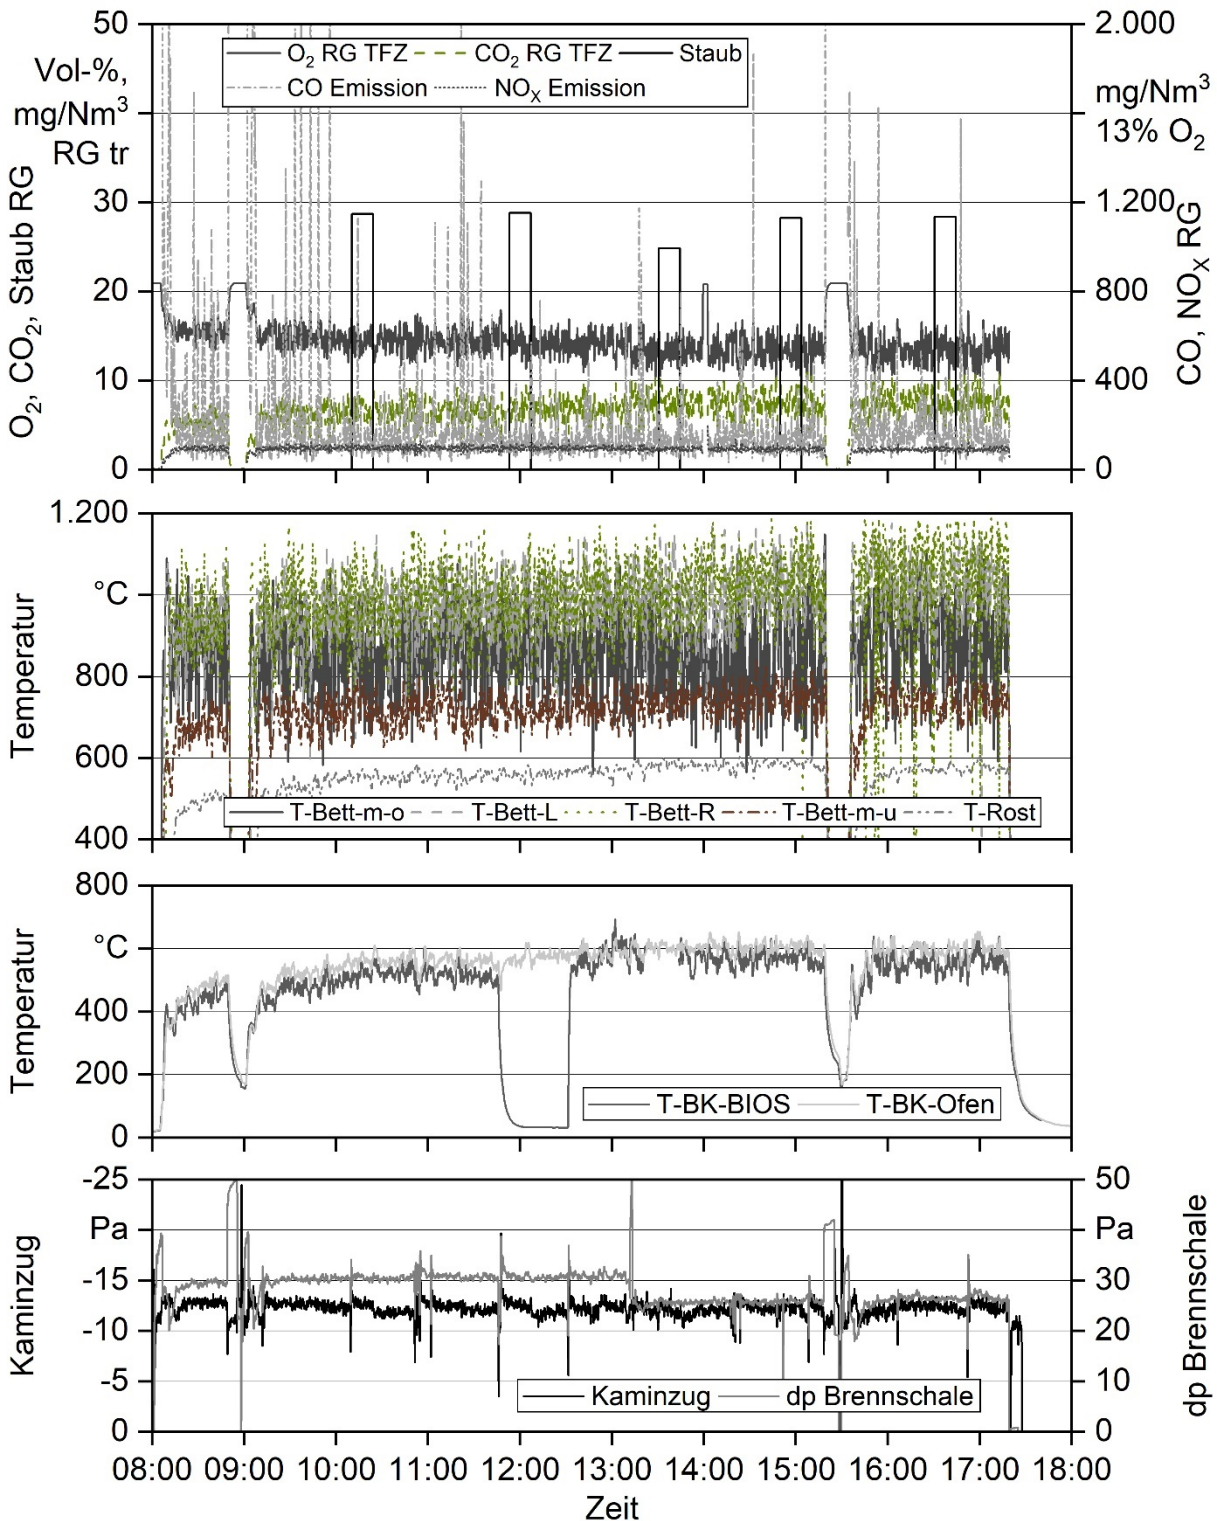 50
2.000
O₂ RG TFZ CO₂ RG TFZ Staub
CO Emission NOX Emission
Vol-%,
mg/Nm³
RG tr
mg/Nm³
13% O₂
O₂, CO₂, Staub RG
CO, NOX RG
30
1.200
20
800
10
400
0
0
1.200
°C
Temperatur
800
600
400
T-Bett-m-o T-Bett-L T-Bett-R T-Bett-m-u T-Rost
800
°C
Temperatur
400
200
0
T-BK-BIOS T-BK-Ofen
-25
50
Pa
Pa
Kaminzug
dp Brennschale
-15
30
-10
20
-5
10
0
0
Kaminzug dp Brennschale
08:00 09:00 10:00 11:00 12:00 13:00 14:00 15:00 16:00 17:00 18:00
Zeit